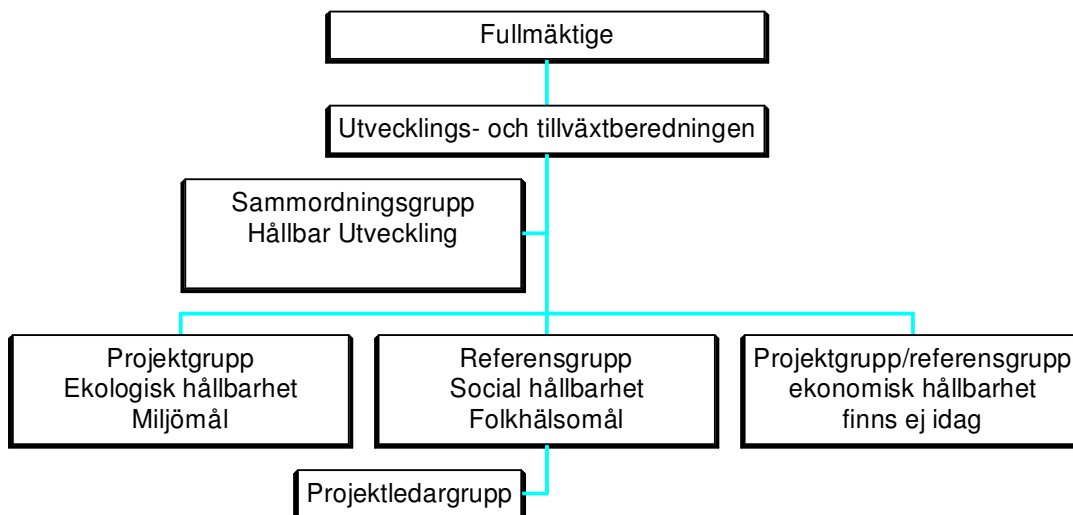 Fullmäktige
Utvecklings- och tillväxtberedningen
Sammordningsgrupp
Hållbar Utveckling
Projektgrupp
Ekologisk hållbarhet
Miljömål
Referensgrupp
Social hållbarhet
Folkhälsomål
Projektgrupp/referensgrupp
ekonomisk hållbarhet
finns ej idag
Projektledargrupp